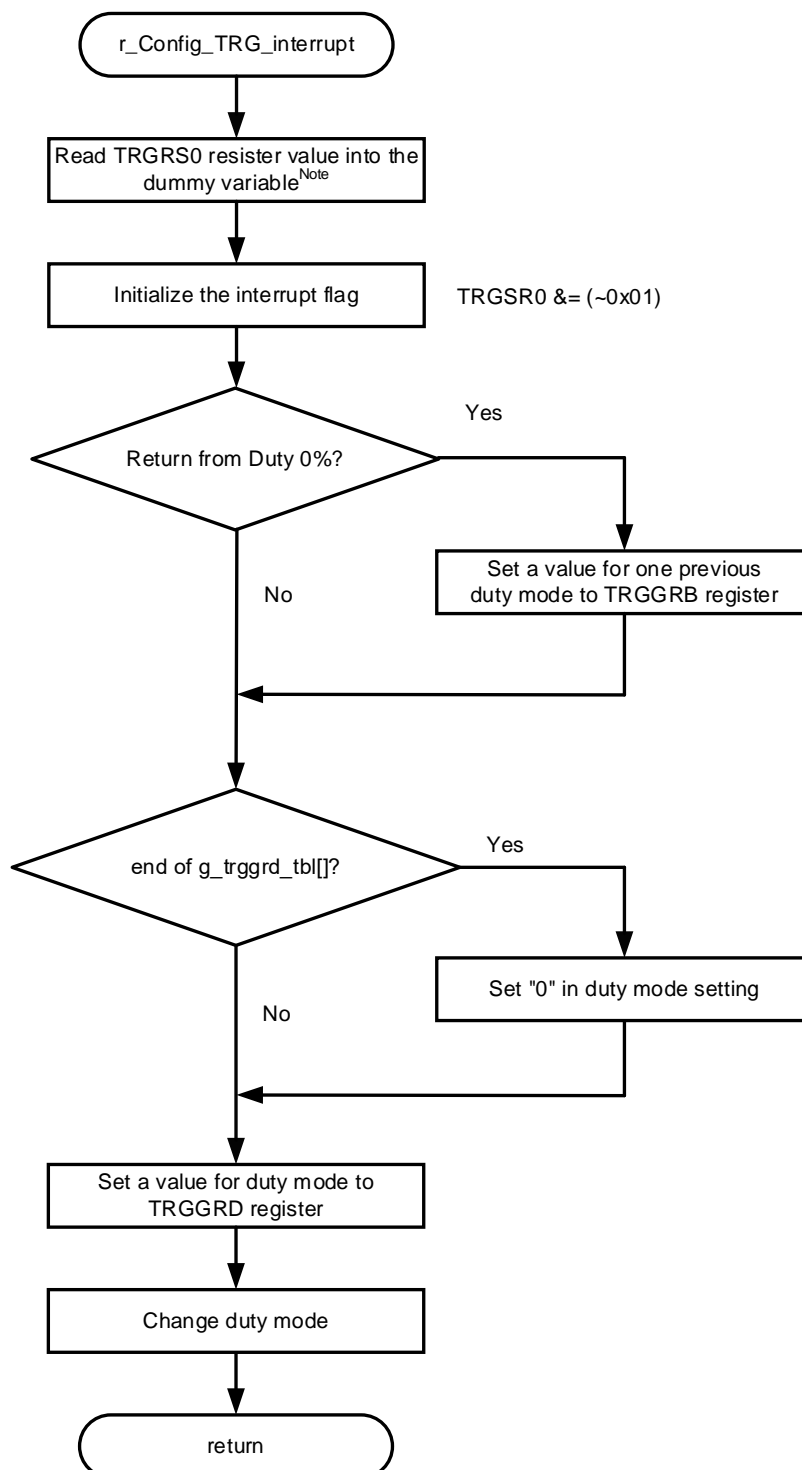 r_Config_TRG_interrupt
Read TRGRS0 resister value into the
dummy variableNote
Initialize the interrupt flag
TRGSR0 &= (~0x01)
Yes
Return from Duty 0%?
Set a value for one previous
duty mode to TRGGRB register
No
Yes
end of g_trggrd_tbl[]?
Set "0" in duty mode setting
No
Set a value for duty mode to
TRGGRD register
Change duty mode
return